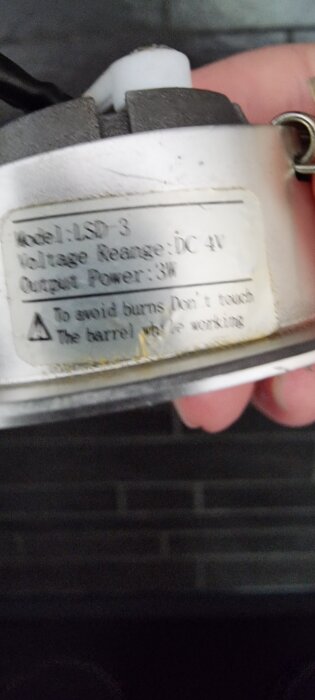 Model:LSD-3
Voltage Reange:DC 4V
Output Power:3W
To avoid burns Don't touch
The barrel while working